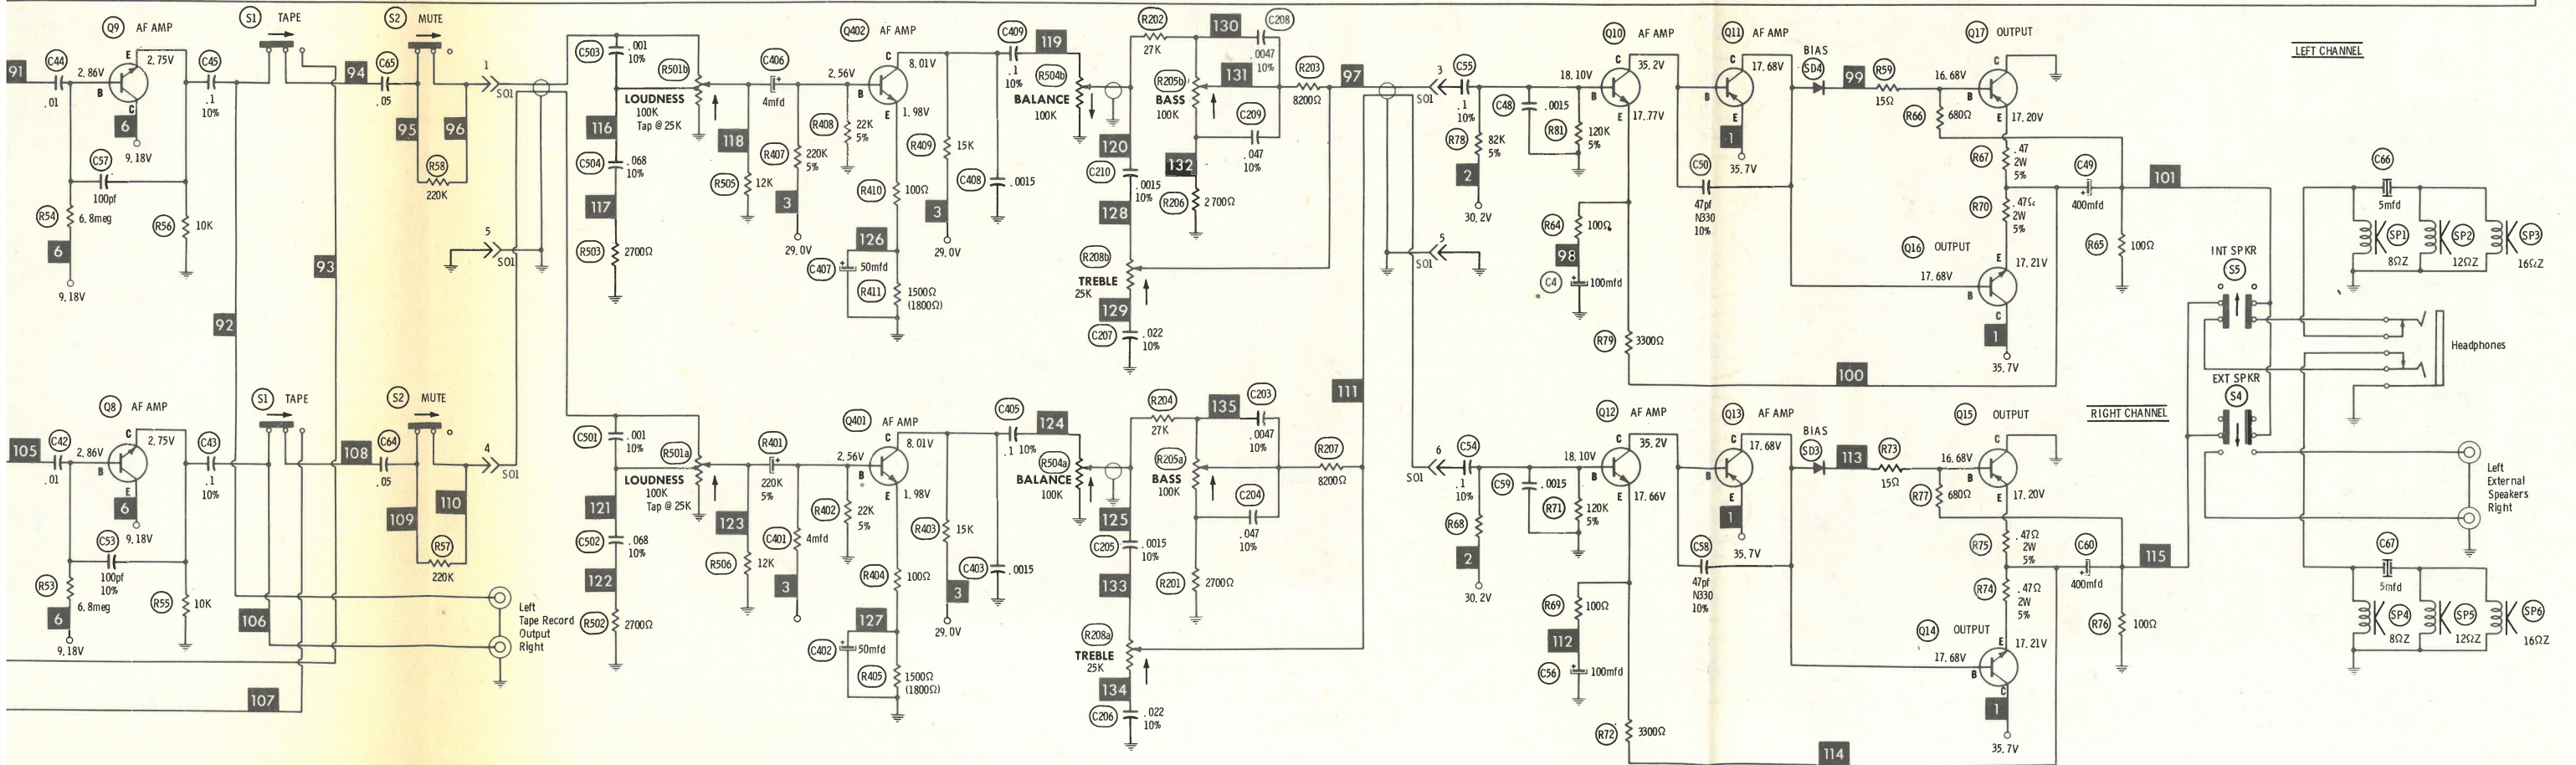 Q9 AF AMP
S1 TAPE
S2 MUTE
Q402 AF AMP
C409
119
R202
27K
130
C208
.0047
10%
Q10 AF AMP
Q11 AF AMP
BIAS
SD4
Q17 OUTPUT
LEFT CHANNEL
91
C44
.01
2.86V
B
E
2.75V
C
6
9.18V
C45
.1
10%
94
C65
.05
95
96
R58
220K
1
SO1
5
SO1
C57
100pf
R54
6.8meg
6
9.18V
R56
10K
92
93
C503
.001
10%
R501b
LOUDNESS
100K
Tap @ 25K
116
C504
.068
10%
117
R503
2700Ω
118
R505
12K
C406
4mfd
R407
220K
5%
3
29.0V
R408
22K
5%
2.56V
B
C
8.01V
E
1.98V
R409
15K
3
29.0V
R410
100Ω
126
C407
50mfd
R411
1500Ω
(1800Ω)
C408
.0015
.1
10%
R504b
BALANCE
100K
120
C210
.0015
10%
128
R208b
TREBLE
25K
129
C207
.022
10%
R205b
BASS
100K
131
R203
8200Ω
97
C209
.047
10%
132
R206
2700Ω
111
3
SO1
5
SO1
C55
.1
10%
R78
82K
5%
2
30.2V
C48
.0015
R81
120K
5%
18.10V
B
C
35.2V
E
17.77V
R64
100Ω
98
C4
100mfd
R79
3300Ω
C50
47pf
N330
10%
B
C
17.68V
E
1
35.7V
99
R59
15Ω
R66
680Ω
16.68V
B
C
E
17.20V
R67
.47
2W
5%
R70
.47Ω
2W
5%
Q16 OUTPUT
17.68V
B
E
17.21V
C
1
35.7V
100
C49
400mfd
101
R65
100Ω
INT SPKR
S5
EXT SPKR
S4
C66
5mfd
SP1
8ΩZ
SP2
12ΩZ
SP3
16ΩZ
Headphones
Q8 AF AMP
S1 TAPE
S2 MUTE
Q401 AF AMP
C405
124
R204
27K
135
C203
.0047
10%
Q12 AF AMP
Q13 AF AMP
BIAS
SD3
Q15 OUTPUT
RIGHT CHANNEL
105
C42
.01
2.86V
B
C
2.75V
E
6
9.18V
C43
.1
10%
108
C64
.05
109
110
R57
220K
4
SO1
C53
100pf
10%
R53
6.8meg
6
9.18V
R55
10K
106
107
Left
Tape Record
Output
Right
C501
.001
10%
R501a
LOUDNESS
100K
Tap @ 25K
121
C502
.068
10%
122
R502
2700Ω
123
R506
12K
R401
220K
5%
C401
4mfd
3
R402
22K
5%
2.56V
B
C
8.01V
E
1.98V
R403
15K
3
29.0V
R404
100Ω
127
C402
50mfd
R405
1500Ω
(1800Ω)
C403
.0015
.1 10%
R504a
BALANCE
100K
125
C205
.0015
10%
133
R208a
TREBLE
25K
134
C206
.022
10%
R205a
BASS
100K
R207
8200Ω
C204
.047
10%
R201
2700Ω
6
SO1
C54
.1
10%
R68
2
30.2V
C59
.0015
R71
120K
5%
18.10V
B
C
35.2V
E
17.66V
R69
100Ω
112
C56
100mfd
R72
3300Ω
C58
47pf
N330
10%
B
C
17.68V
E
1
35.7V
113
R73
15Ω
R77
680Ω
16.68V
B
C
E
17.20V
R75
.47Ω
2W
5%
R74
.47Ω
2W
5%
Q14 OUTPUT
17.68V
B
E
17.21V
C
1
35.7V
114
C60
400mfd
115
R76
100Ω
Left
External
Speakers
Right
C67
5mfd
SP4
8ΩZ
SP5
12ΩZ
SP6
16ΩZ